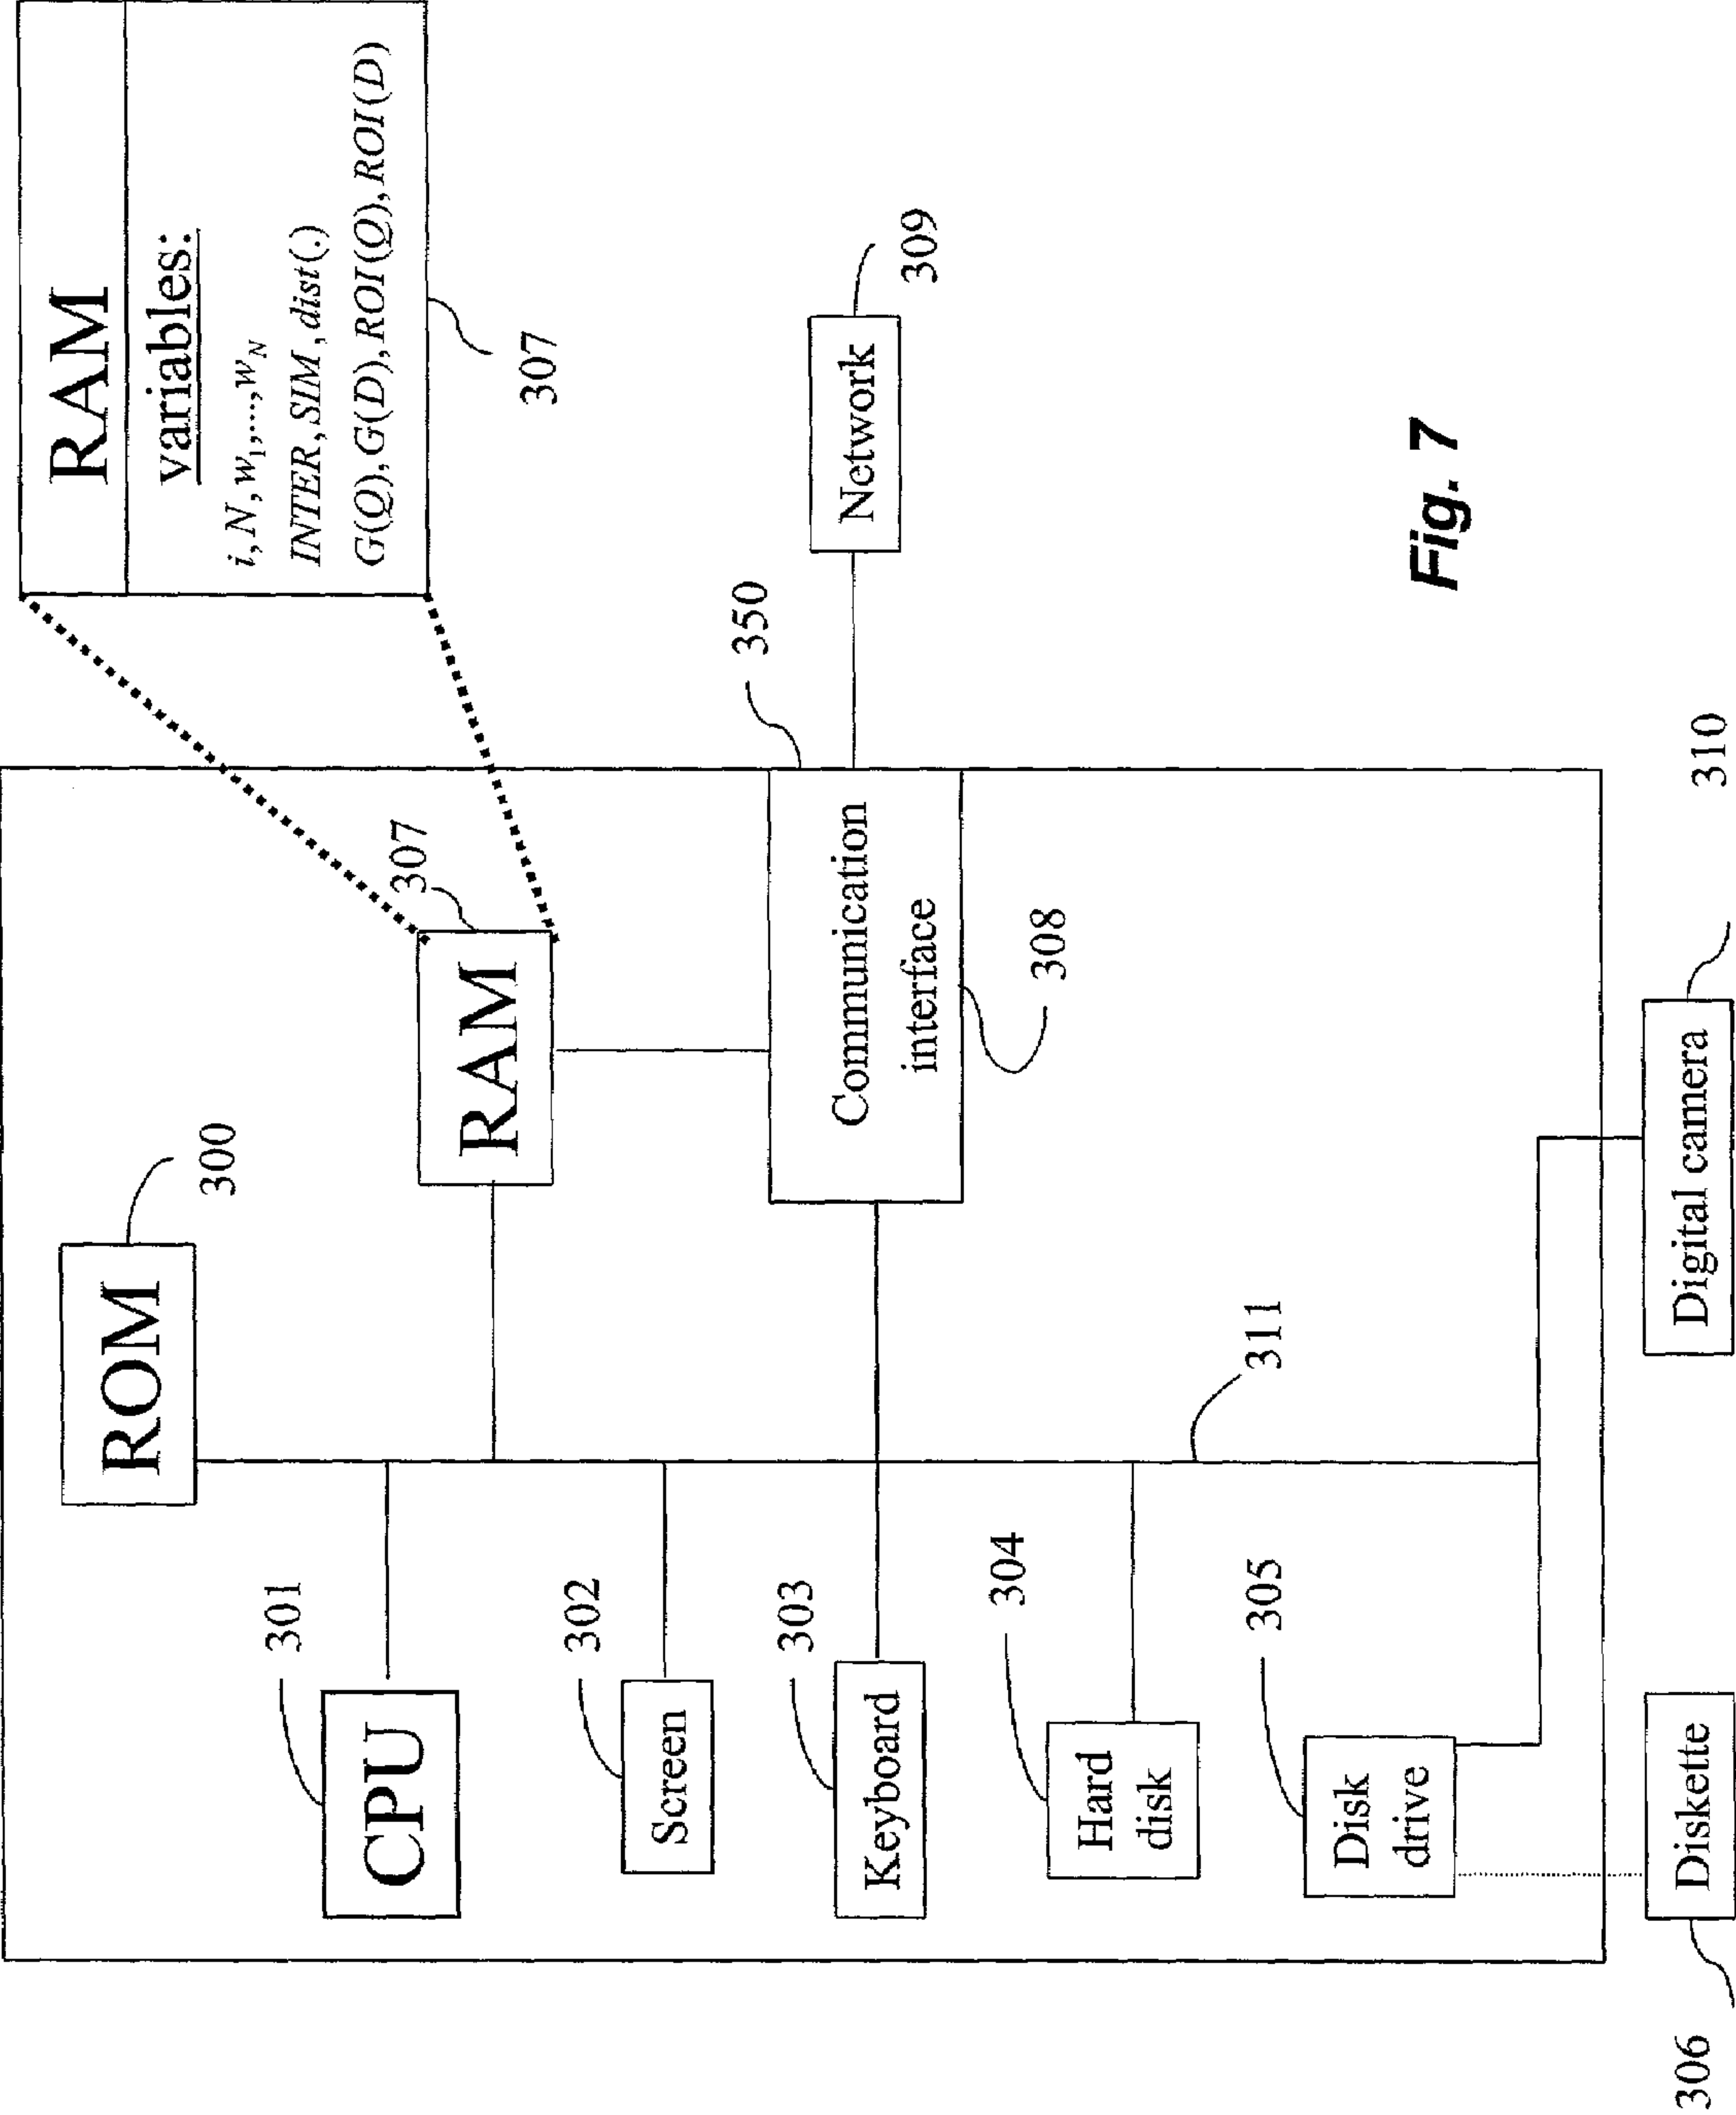 RAM
variables:
i, N, w₁,..., w_N
INTER, SIM, dist(.)
G(Q), G(D), ROI(Q), ROI(D)
307
ROM
300
301
CPU
307
RAM
302
Screen
350
303
Keyboard
Communication
interface
308
Network
309
304
Hard
disk
311
305
Disk
drive
306
Diskette
Digital camera
310
Fig. 7